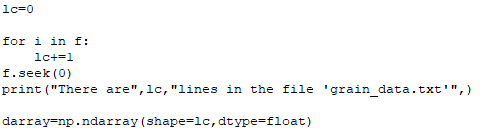 lc=0
for i in f:
    lc+=1
f.seek(0)
print("There are",lc,"lines in the file 'grain_data.txt'",)
darray=np.ndarray(shape=lc,dtype=float)